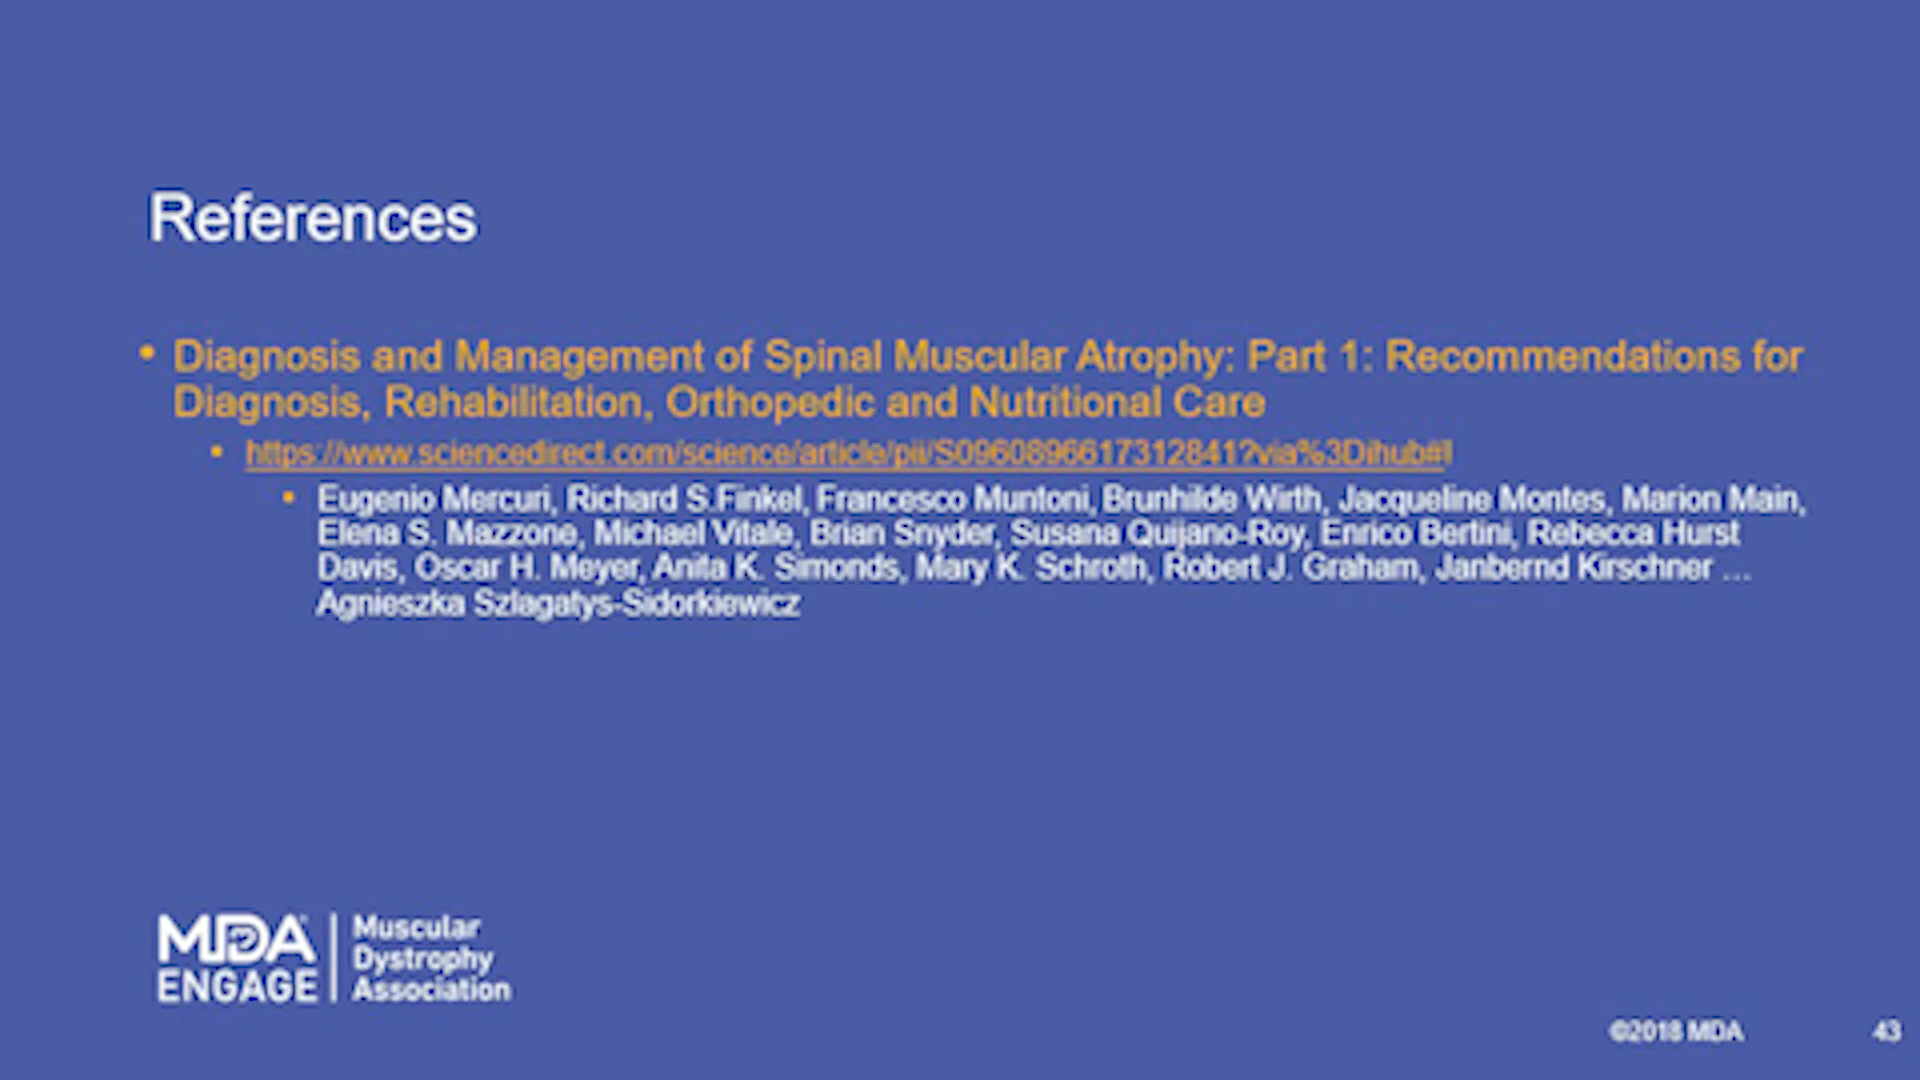 References
• Diagnosis and Management of Spinal Muscular Atrophy: Part 1: Recommendations for
Diagnosis, Rehabilitation, Orthopedic and Nutritional Care
• https://www.sciencedirect.com/science/article/pii/S0960896617312841?via%3Dihub#!
• Eugenio Mercuri, Richard S.Finkel, Francesco Muntoni, Brunhilde Wirth, Jacqueline Montes, Marion Main,
Elena S. Mazzone, Michael Vitale, Brian Snyder, Susana Quijano-Roy, Enrico Bertini, Rebecca Hurst
Davis, Oscar H. Meyer, Anita K. Simonds, Mary K. Schroth, Robert J. Graham, Janbernd Kirschner ...
Agnieszka Szlagatys-Sidorkiewicz
MDA
ENGAGE
Muscular
Dystrophy
Association
©2018 MDA
43